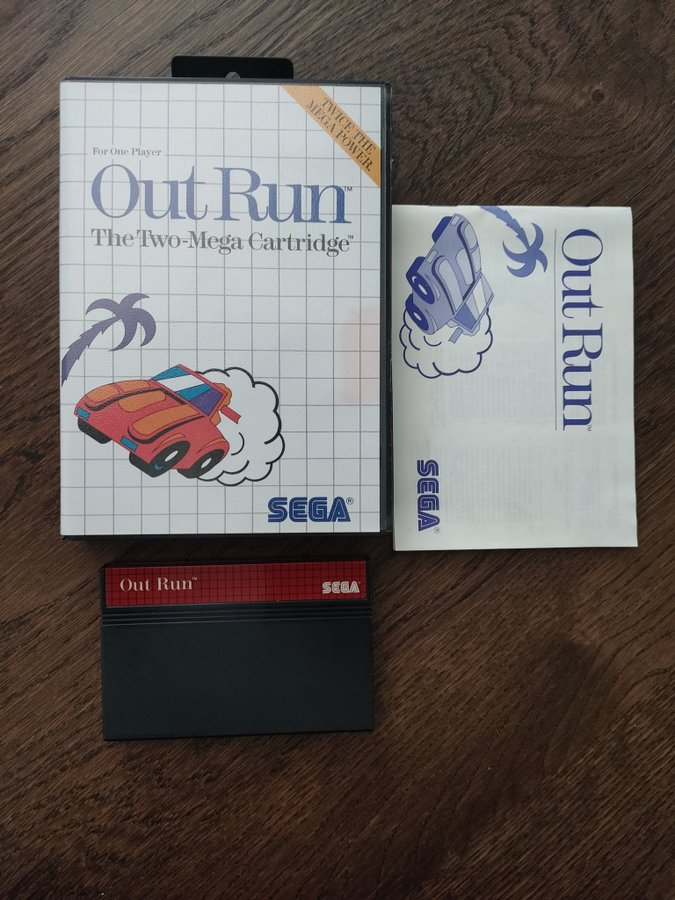 TWICE THE
MEGA POWER.
For One Player
Out Run™
The Two-Mega Cartridge™
SEGA®
Out Run™
SEGA®
Out Run™
SEGA